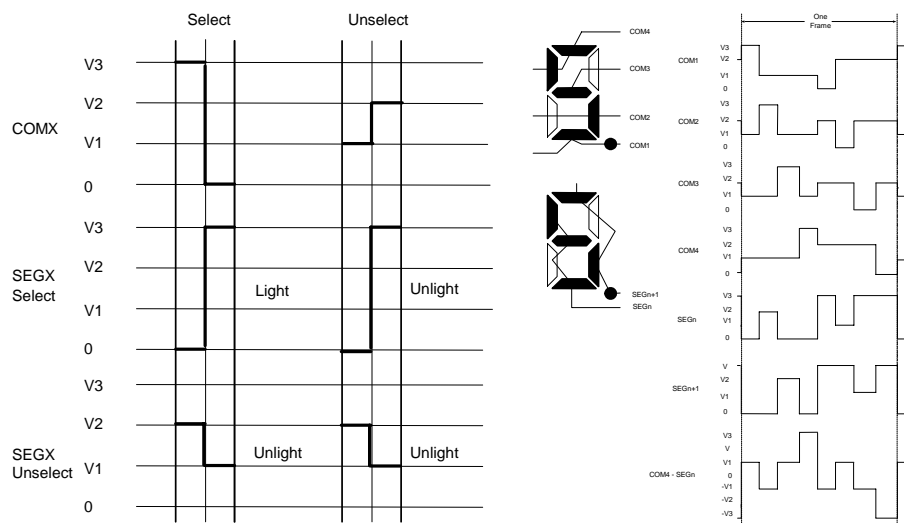 Select
Unselect
COMX
V3
V2
V1
0
SEGX
Select
V3
V2
V1
0
Light
Unlight
SEGX
Unselect
V3
V2
V1
0
Unlight
Unlight
COM4
COM3
COM2
COM1
SEGn+1
SEGn
One
Frame
COM1
V3
V2
V1
0
COM2
V3
V2
V1
0
COM3
V3
V2
V1
0
COM4
V3
V2
V1
0
SEGn
V3
V2
V1
0
SEGn+1
V
V2
V1
0
COM4 - SEGn
V3
V
V1
0
-V1
-V2
-V3